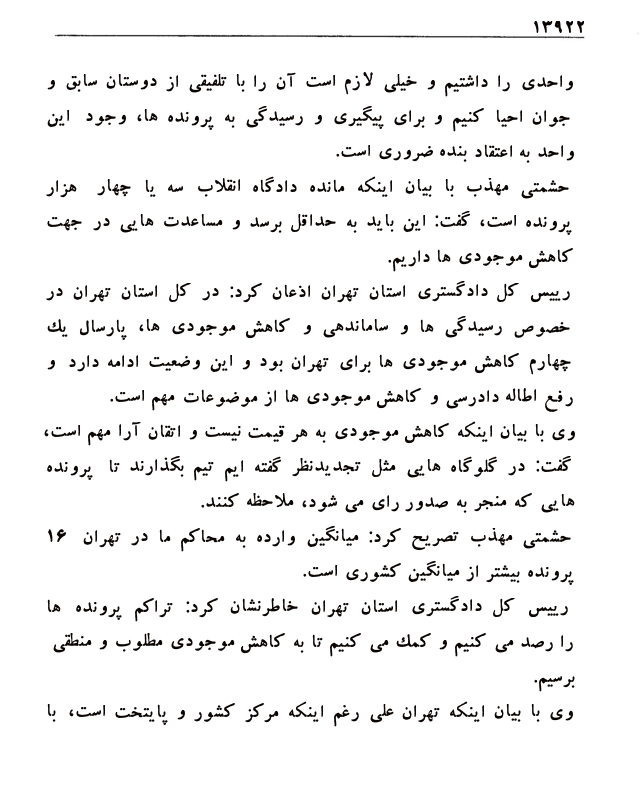 ۱۳۹۲۲
واحدی را داشتیم و خیلی لازم است آن را با تلفیقی از دوستان سابق و
جوان احیا کنیم و برای پیگیری و رسیدگی به پرونده ها، وجود این
واحد به اعتقاد بنده ضروری است.
حشمتی مهذب با بیان اینکه مانده دادگاه انقلاب سه یا چهار هزار
پرونده است، گفت: این باید به حداقل برسد و مساعدت هایی در جهت
کاهش موجودی ها داریم.
رییس کل دادگستری استان تهران اذعان کرد: در کل استان تهران در
خصوص رسیدگی ها و ساماندهی و کاهش موجودی ها، پارسال یك
چهارم کاهش موجودی ها برای تهران بود و این وضعیت ادامه دارد و
رفع اطاله دادرسی و کاهش موجودی ها از موضوعات مهم است.
وی با بیان اینکه کاهش موجودی به هر قیمت نیست و اتقان آرا مهم است،
گفت: در گلوگاه هایی مثل تجدیدنظر گفته ایم تیم بگذارند تا پرونده
هایی که منجر به صدور رای می شود، ملاحظه کنند.
حشمتی مهذب تصریح کرد: میانگین وارده به محاکم ما در تهران ۱۶
پرونده بیشتر از میانگین کشوری است.
رییس کل دادگستری استان تهران خاطرنشان کرد: تراکم پرونده ها
را رصد می کنیم و کمك می کنیم تا به کاهش موجودی مطلوب و منطقی
برسیم.
وی با بیان اینکه تهران علی رغم اینکه مرکز کشور و پایتخت است، با